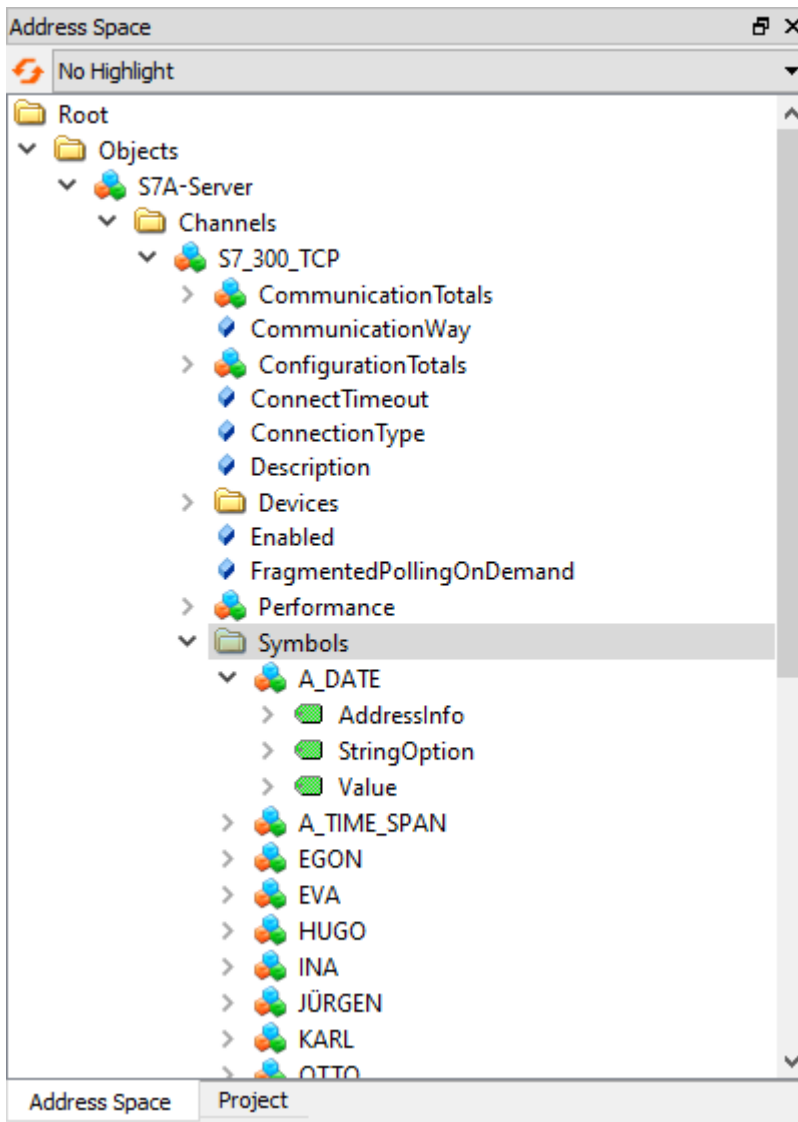 Address Space
No Highlight
Root
Objects
S7A-Server
Channels
S7_300_TCP
CommunicationTotals
CommunicationWay
ConfigurationTotals
ConnectTimeout
ConnectionType
Description
Devices
Enabled
FragmentedPollingOnDemand
Performance
Symbols
A_DATE
AddressInfo
StringOption
Value
A_TIME_SPAN
EGON
EVA
HUGO
INA
JÜRGEN
KARL
OTTO
Address Space Project